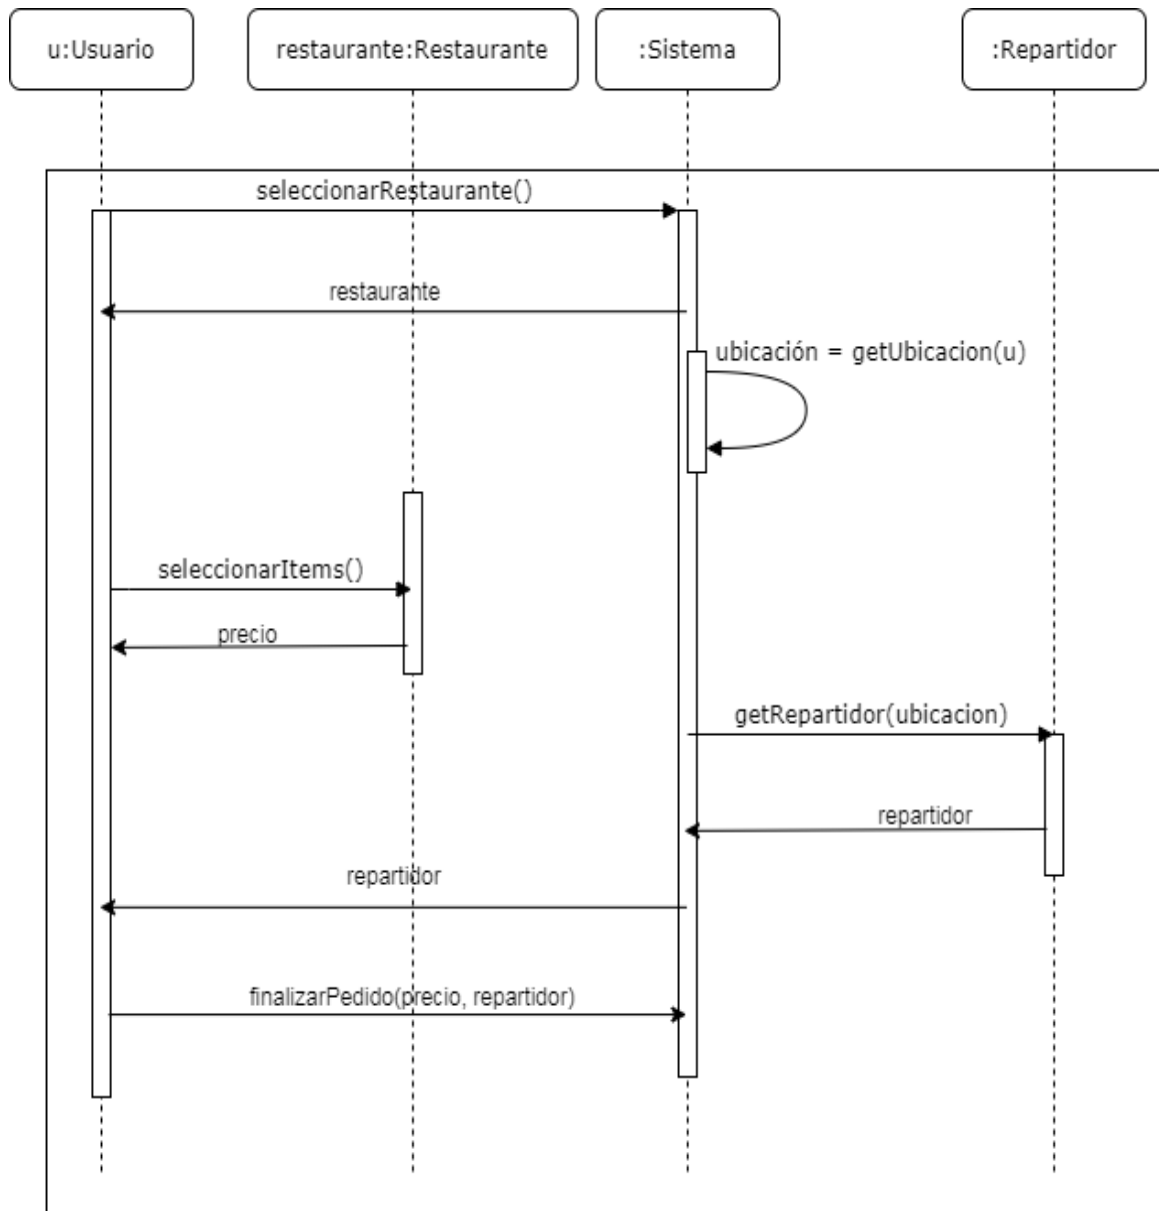 u:Usuario
restaurante:Restaurante
:Sistema
:Repartidor
seleccionarRestaurante()
restaurante
ubicación = getUbicacion(u)
seleccionarItems()
precio
getRepartidor(ubicacion)
repartidor
repartidor
finalizarPedido(precio, repartidor)